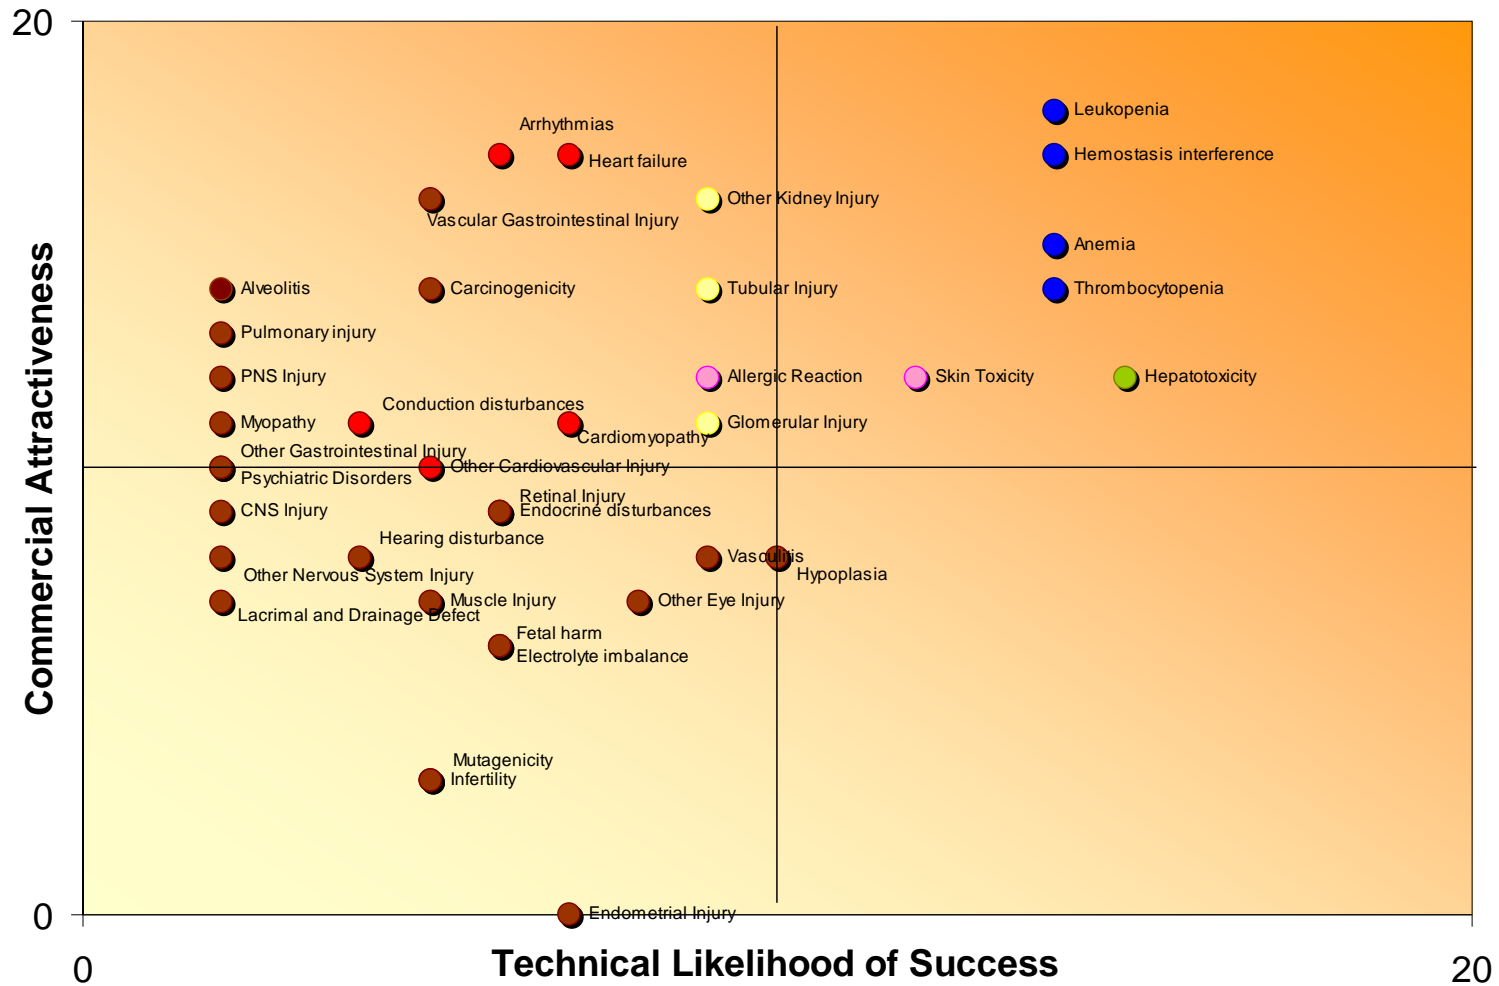 20
Leukopenia
Arrhythmias
Hemostasis interference
Heart failure
Other Kidney Injury
Vascular Gastrointestinal Injury
Anemia
Alveolitis
Carcinogenicity
Tubular Injury
Thrombocytopenia
Pulmonary injury
PNS Injury
Allergic Reaction
Skin Toxicity
Hepatotoxicity
Conduction disturbances
Myopathy
Cardiomyopathy
Glomerular Injury
Other Gastrointestinal Injury
Other Cardiovascular Injury
Psychiatric Disorders
Retinal Injury
CNS Injury
Endocrine disturbances
Hearing disturbance
Vasculitis
Other Nervous System Injury
Hypoplasia
Muscle Injury
Other Eye Injury
Lacrimal and Drainage Defect
Fetal harm
Electrolyte imbalance
Mutagenicity
Infertility
Endometrial Injury
Commercial Attractiveness
0
0
Technical Likelihood of Success
20